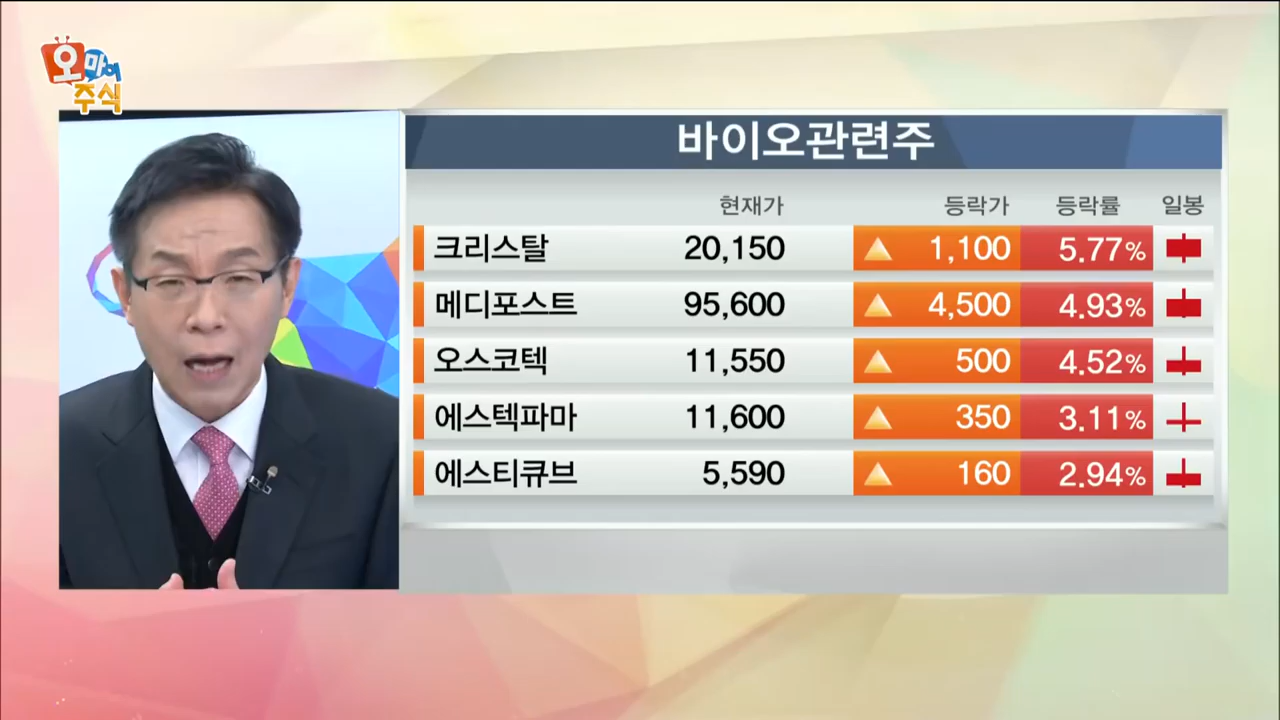 오마이
주식
바이오관련주
현재가 등락가 등락률 일봉
크리스탈 20,150 ▲ 1,100 5.77%
메디포스트 95,600 ▲ 4,500 4.93%
오스코텍 11,550 ▲ 500 4.52%
에스텍파마 11,600 ▲ 350 3.11%
에스티큐브 5,590 ▲ 160 2.94%